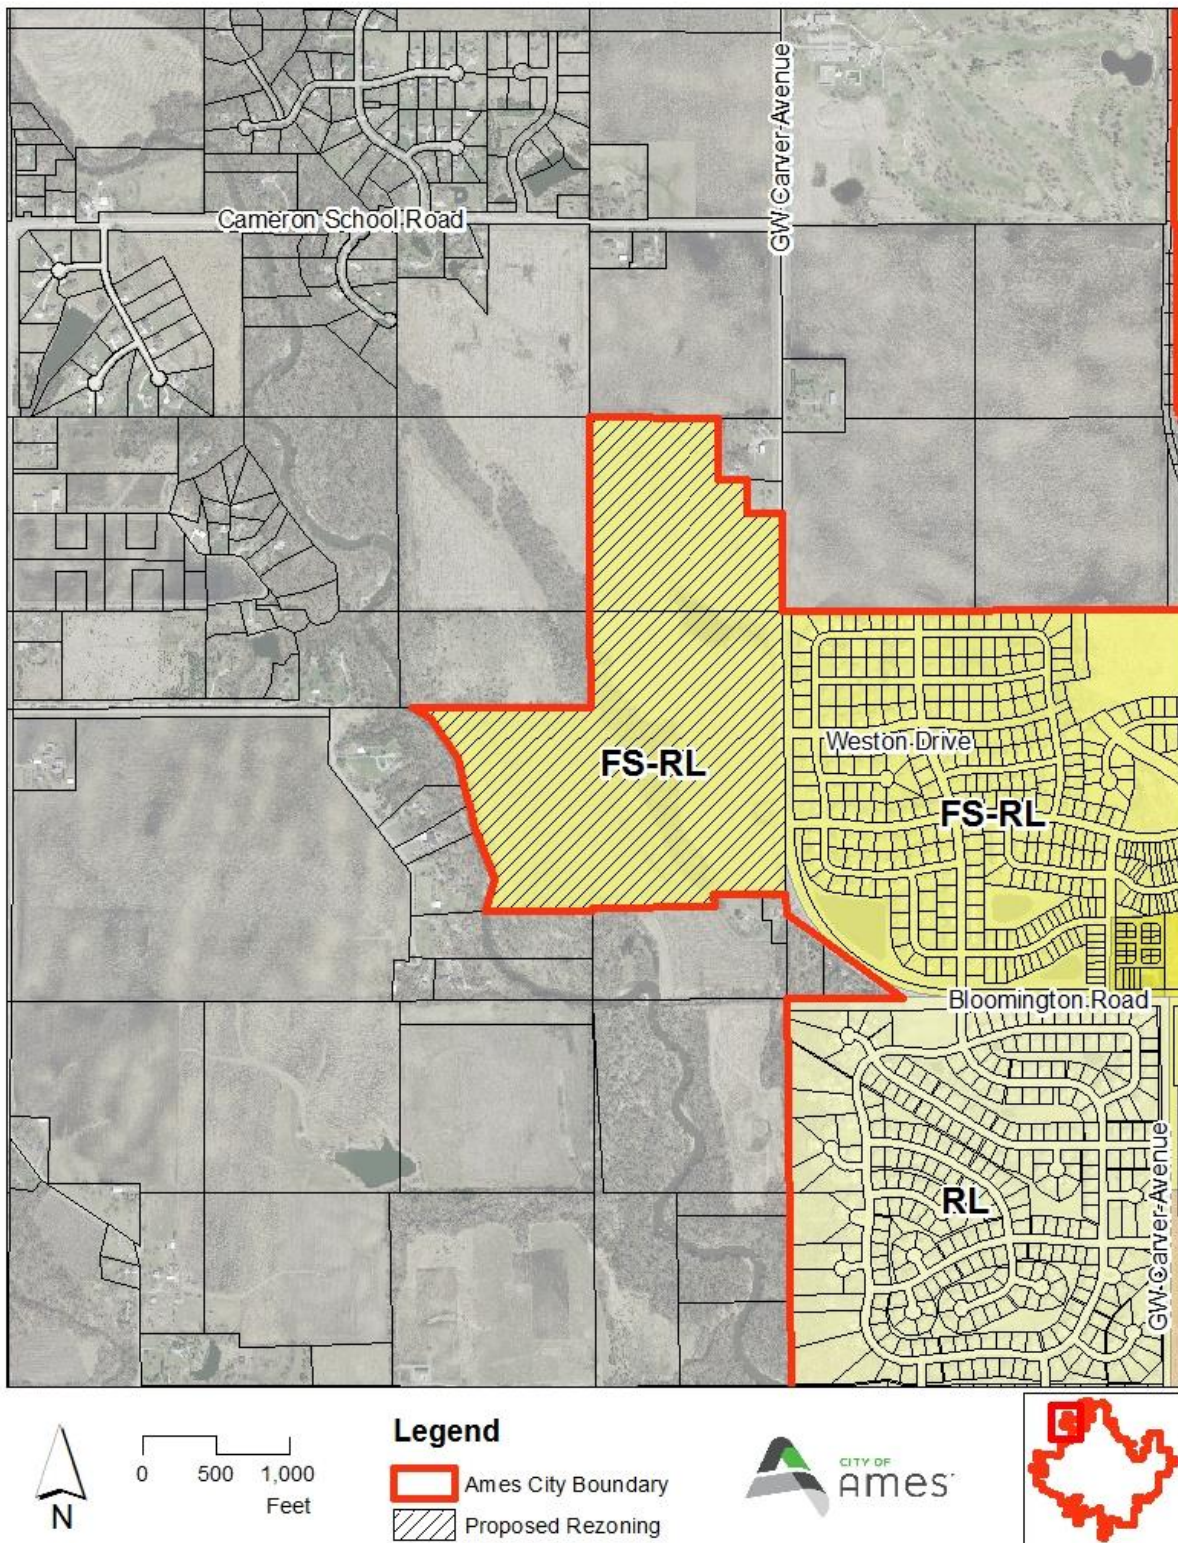 GW Carver Avenue
Cameron School Road
FS-RL
Weston Drive
FS-RL
Bloomington Road
RL
GW Carver Avenue
Legend
Ames City Boundary
Proposed Rezoning
0 500 1,000
Feet
N
CITY OF
AMES